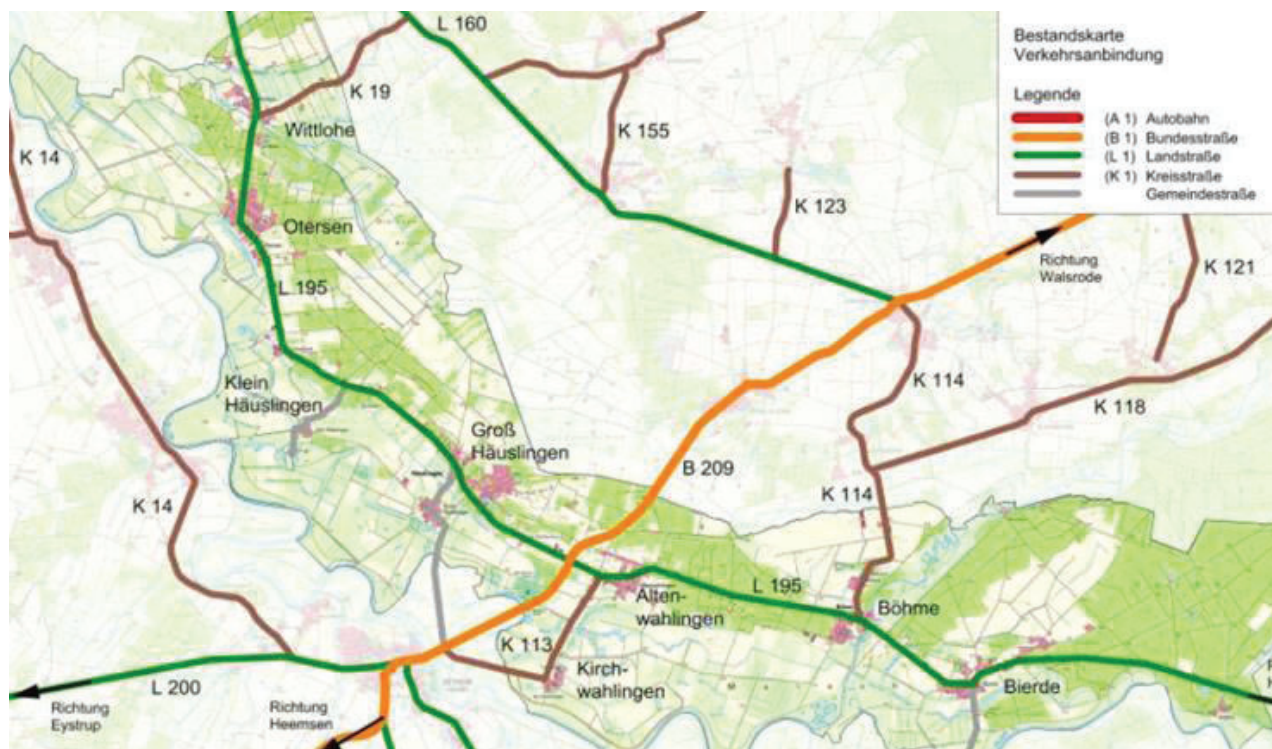 Bestandskarte
Verkehrsanbindung
Legende
(A 1) Autobahn
(B 1) Bundesstraße
(L 1) Landstraße
(K 1) Kreisstraße
Gemeindestraße
L 160
K 19
K 155
Wittlohe
K 14
K 123
Otersen
Richtung
Walsrode
K 121
L 195
Klein
Häuslingen
K 114
K 118
Groß
Häuslingen
B 209
K 14
K 114
L 195
Alten-
wahlingen
Böhme
K 113
Kirch-
wahlingen
Bierde
L 200
Richtung
Eystrup
Richtung
Heemsen